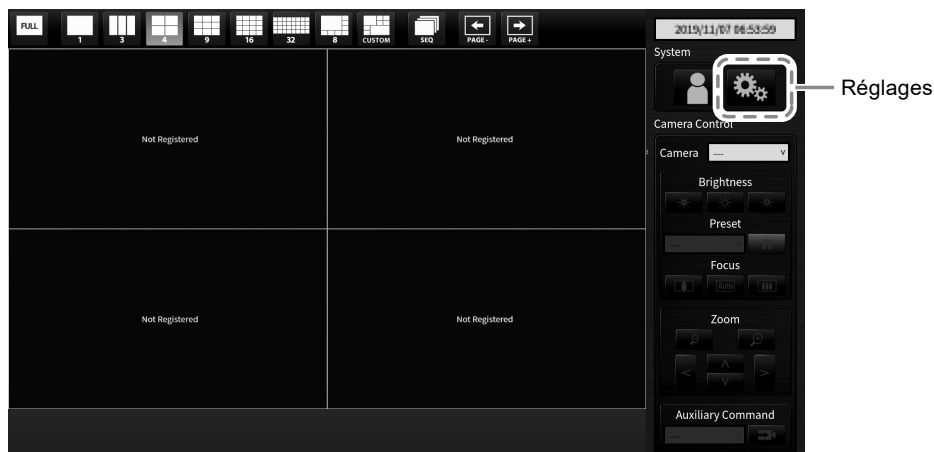 FULL
1 3 4 9 16 32 8 CUSTOM SEQ PAGE - PAGE +
2019/11/07 06:53:59
System
Réglages
Camera Control
Camera ---- v
Not Registered Not Registered
Brightness
Preset
----
Focus
Auto
Not Registered Not Registered
Zoom
Auxiliary Command
----